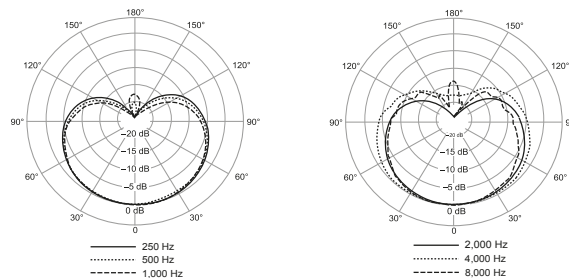 180°
150° 150°
120° 120°
90° 90°
60° 60°
30° 30°
0
−20 dB
−15 dB
−10 dB
−5 dB
0 dB
250 Hz
500 Hz
1,000 Hz
180°
150° 150°
120° 120°
90° 90°
60° 60°
30° 30°
0
−20 dB
−15 dB
−10 dB
−5 dB
0 dB
2,000 Hz
4,000 Hz
8,000 Hz